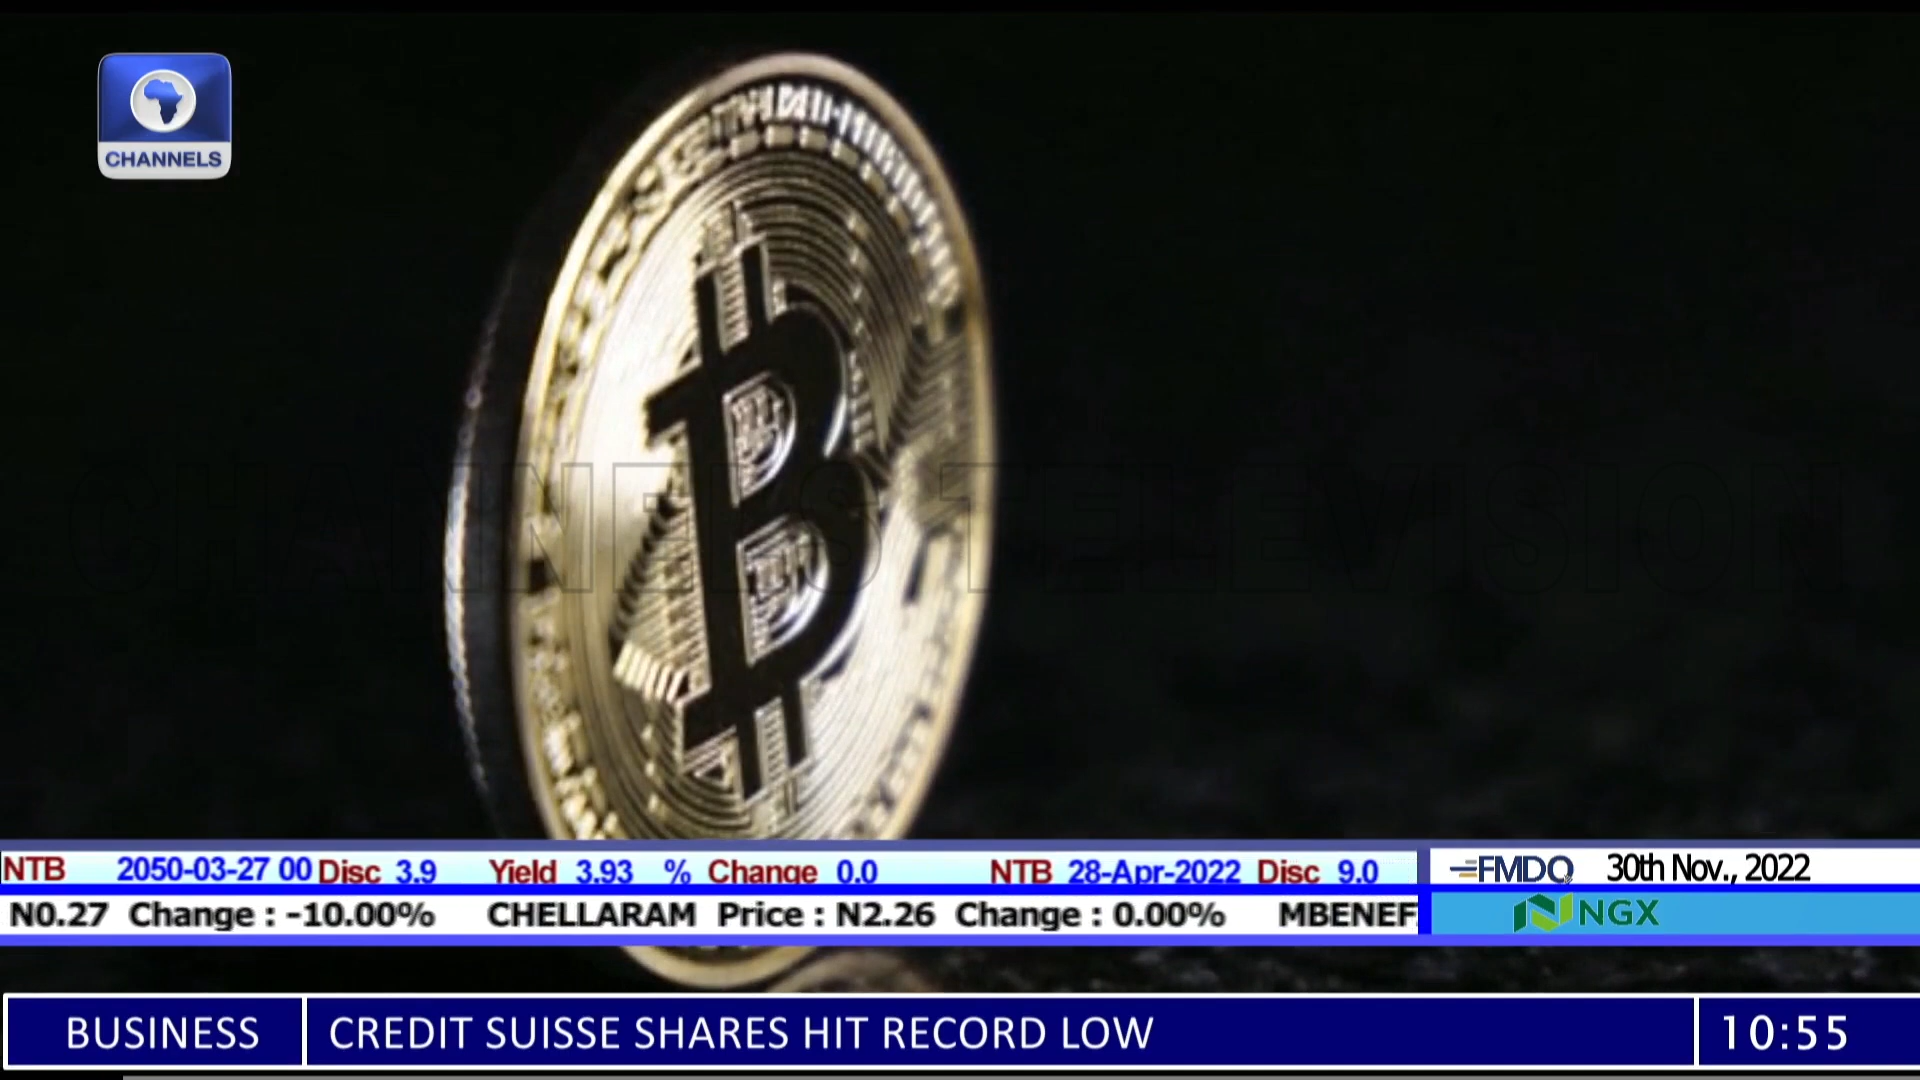 CHANNELS
CHANNELS TELEVISION
NTB 2050-03-27 00 Disc 3.9 Yield 3.93 % Change 0.0 NTB 28-Apr-2022 Disc 9.0
FMDQ 30th Nov., 2022
N0.27 Change : -10.00% CHELLARAM Price : N2.26 Change : 0.00% MBENEF
NGX
BUSINESS CREDIT SUISSE SHARES HIT RECORD LOW 10:55